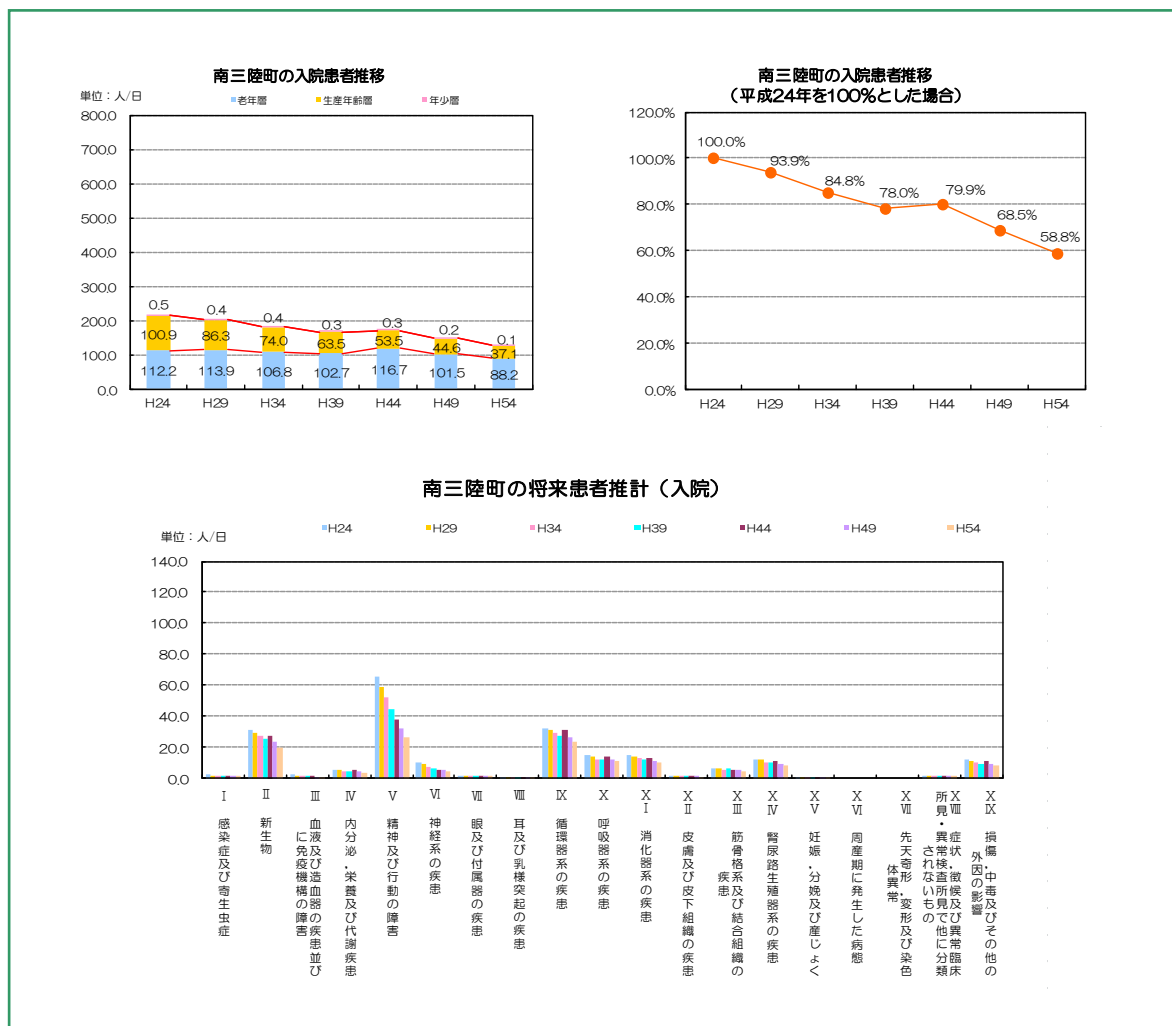 南三陸町の入院患者推移
単位：人/日
老年層 生産年齢層 年少層
800.0
700.0
600.0
500.0
400.0
300.0
200.0
100.0
0.0
0.5 0.4 0.4 0.3 0.3 0.2 0.1
100.9 86.3 74.0 63.5 53.5 44.6 37.1
112.2 113.9 106.8 102.7 116.7 101.5 88.2
H24 H29 H34 H39 H44 H49 H54
南三陸町の入院患者推移
（平成24年を100%とした場合）
120.0%
100.0%
80.0%
60.0%
40.0%
20.0%
0.0%
100.0% 93.9% 84.8% 78.0% 79.9% 68.5% 58.8%
H24 H29 H34 H39 H44 H49 H54
南三陸町の将来患者推計（入院）
H24 H29 H34 H39 H44 H49 H54
単位：人/日
140.0
120.0
100.0
80.0
60.0
40.0
20.0
0.0
Ⅰ 感染症及び寄生虫症
Ⅱ 新生物
Ⅲ 血液及び造血器の疾患並び
に免疫機構の障害
Ⅳ 内分泌，栄養及び代謝疾患
Ⅴ 精神及び行動の障害
Ⅵ 神経系の疾患
Ⅶ 眼及び付属器の疾患
Ⅷ 耳及び乳様突起の疾患
Ⅸ 循環器系の疾患
Ⅹ 呼吸器系の疾患
ⅩⅠ 消化器系の疾患
ⅩⅡ 皮膚及び皮下組織の疾患
ⅩⅢ 筋骨格系及び結合組織の
疾患
ⅩⅣ 腎尿路生殖器系の疾患
ⅩⅤ 妊娠，分娩及び産じょく
ⅩⅥ 周産期に発生した病態
ⅩⅦ 先天奇形，変形及び染色
体異常
ⅩⅧ 症状，徴候及び異常臨床
所見・異常検査所見で他に分類
されないもの
ⅩⅨ 損傷，中毒及びその他の
外因の影響